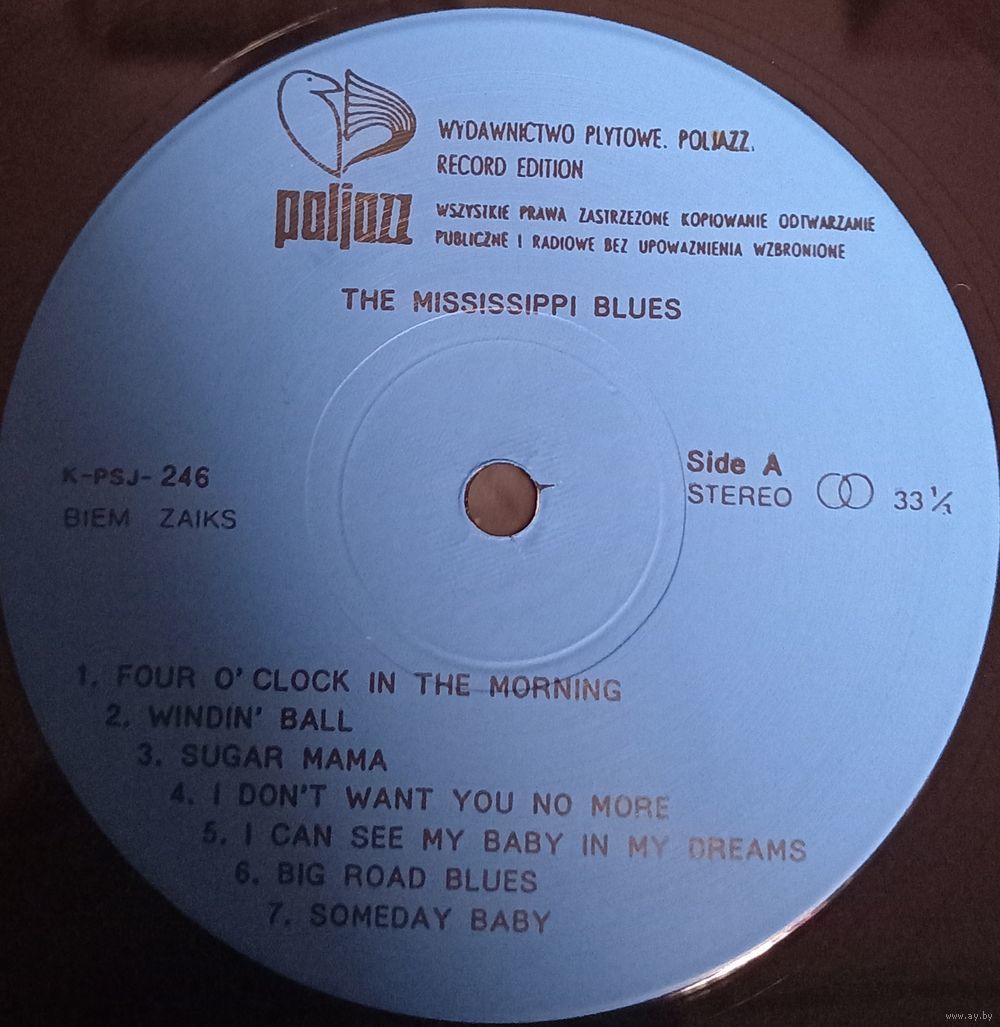 WYDAWNICTWO PLYTOWE. POLJAZZ.
RECORD EDITION
poljazz
WSZYSTKIE PRAWA ZASTRZEZONE KOPIOWANIE ODTWARZANIE
PUBLICZNE I RADIOWE BEZ UPOWAZNIENIA WZBRONIONE
THE MISSISSIPPI BLUES
K-PSJ-246
BIEM ZAIKS
Side A
STEREO 33 1/3
1. FOUR O'CLOCK IN THE MORNING
2. WINDIN' BALL
3. SUGAR MAMA
4. I DON'T WANT YOU NO MORE
5. I CAN SEE MY BABY IN MY DREAMS
6. BIG ROAD BLUES
7. SOMEDAY BABY
www.ay.by